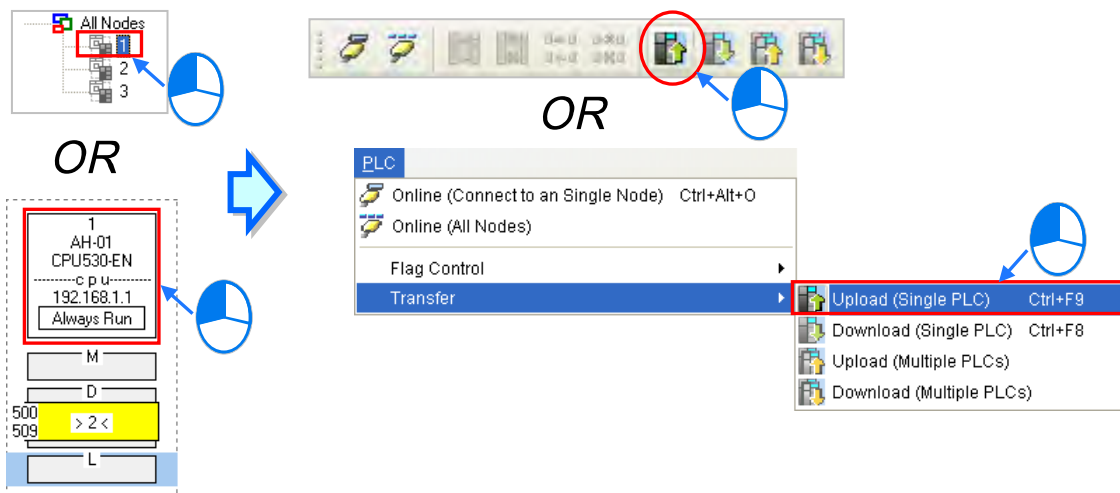 All Nodes
1
2
3
OR
1
AH-01
CPU530-EN
c p u
192.168.1.1
Always Run
M
D
500
509
> 2 <
L
OR
PLC
Online (Connect to an Single Node) Ctrl+Alt+O
Online (All Nodes)
Flag Control
Transfer
Upload (Single PLC) Ctrl+F9
Download (Single PLC) Ctrl+F8
Upload (Multiple PLCs)
Download (Multiple PLCs)